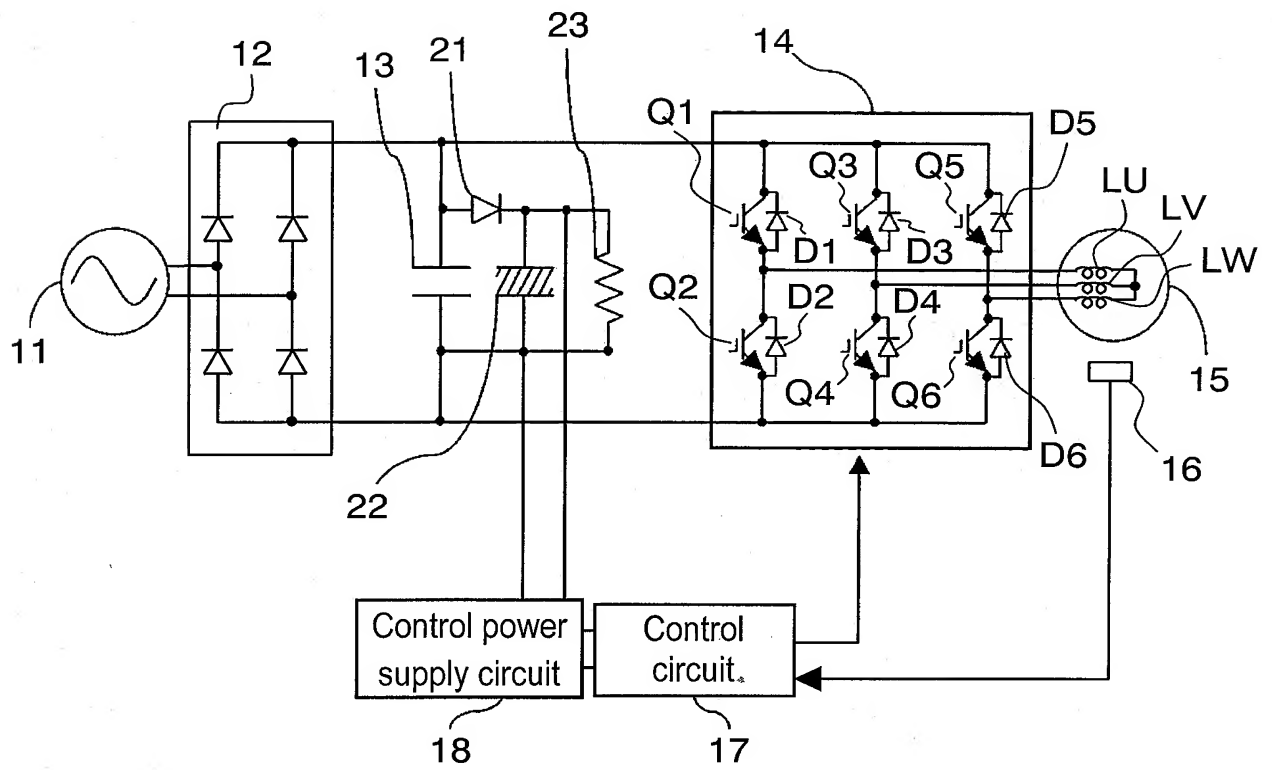 23
14
12
13
21
Q1
D5
Q3
Q5
LU
LV
LW
D1
D3
Q2
D2
D4
11
Q4
Q6
15
D6
16
22
Control power
supply circuit
Control
circuit.
18
17